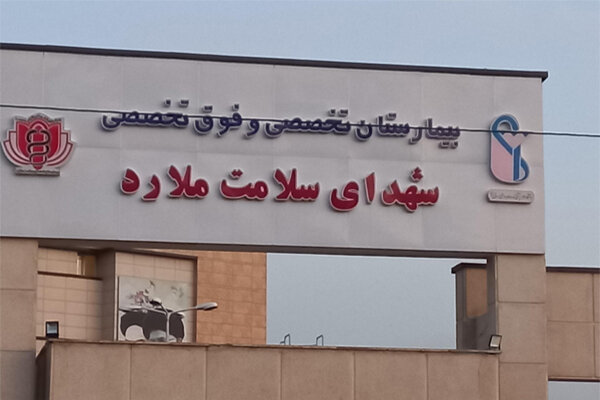 بیمارستان تخصصی و فوق تخصصی
شهدای سلامت ملارد